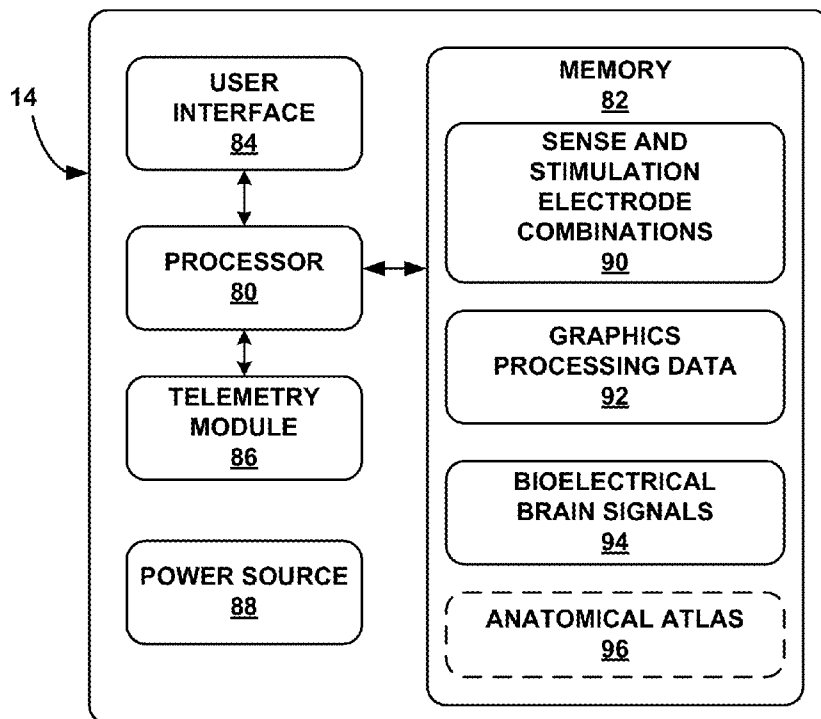 14
USER
INTERFACE
84
PROCESSOR
80
TELEMETRY
MODULE
86
POWER SOURCE
88
MEMORY
82
SENSE AND
STIMULATION
ELECTRODE
COMBINATIONS
90
GRAPHICS
PROCESSING DATA
92
BIOELECTRICAL
BRAIN SIGNALS
94
ANATOMICAL ATLAS
96